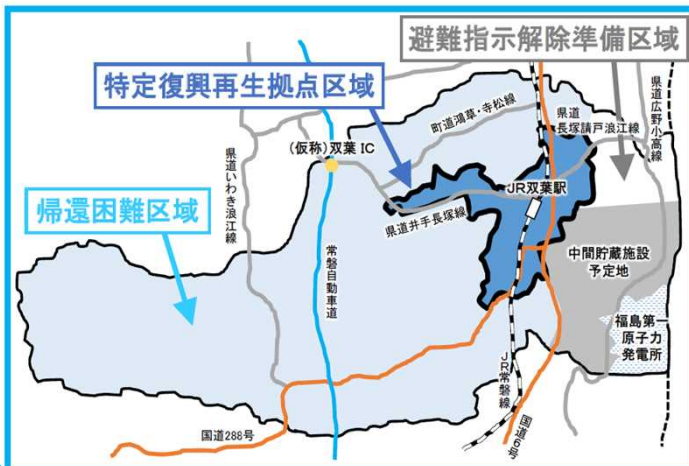 避難指示解除準備区域
特定復興再生拠点区域
帰還困難区域
県道いわき浪江線
(仮称)双葉 IC
町道鴻草・寺松線
県道
長塚請戸浪江線
県道広野小高線
JR双葉駅
県道井手長塚線
常磐自動車道
中間貯蔵施設
予定地
福島第一
原子力
発電所
JR常磐線
国道6号
国道288号